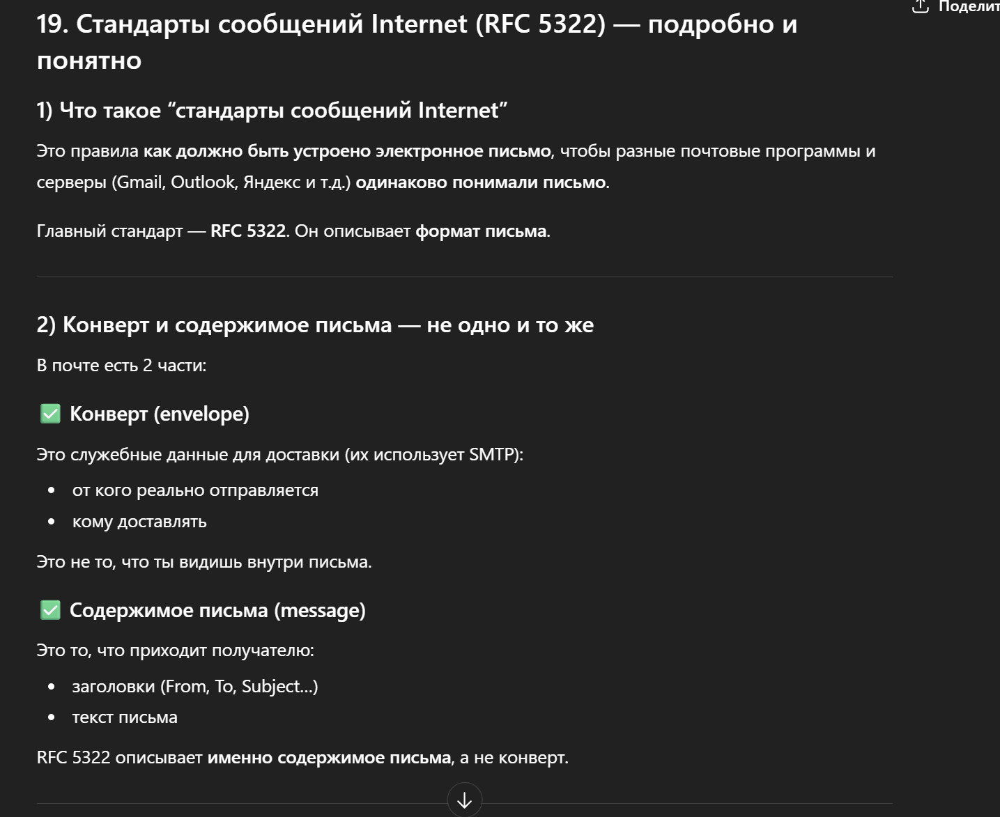 Поделит
19. Стандарты сообщений Internet (RFC 5322) — подробно и
понятно
1) Что такое “стандарты сообщений Internet”
Это правила как должно быть устроено электронное письмо, чтобы разные почтовые программы и
серверы (Gmail, Outlook, Яндекс и т.д.) одинаково понимали письмо.
Главный стандарт — RFC 5322. Он описывает формат письма.
2) Конверт и содержимое письма — не одно и то же
В почте есть 2 части:
✅ Конверт (envelope)
Это служебные данные для доставки (их использует SMTP):
• от кого реально отправляется
• кому доставлять
Это не то, что ты видишь внутри письма.
✅ Содержимое письма (message)
Это то, что приходит получателю:
• заголовки (From, To, Subject…)
• текст письма
RFC 5322 описывает именно содержимое письма, а не конверт.